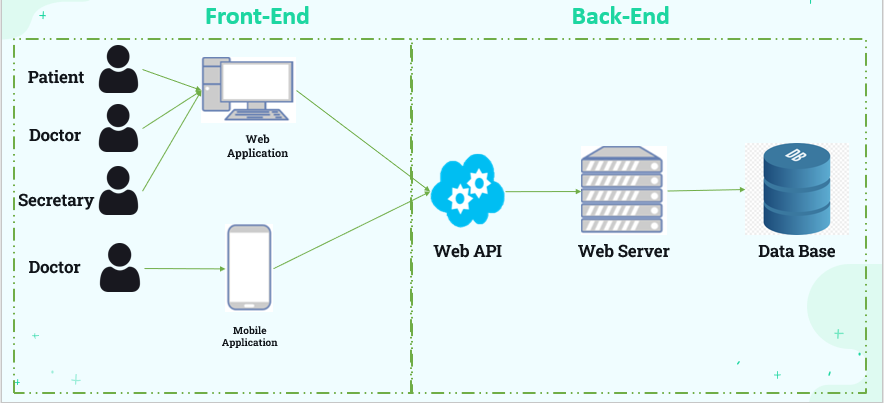 Front-End
Back-End
Patient
Doctor
Secretary
Doctor
Web
Application
Mobile
Application
Web API
Web Server
DB
Data Base